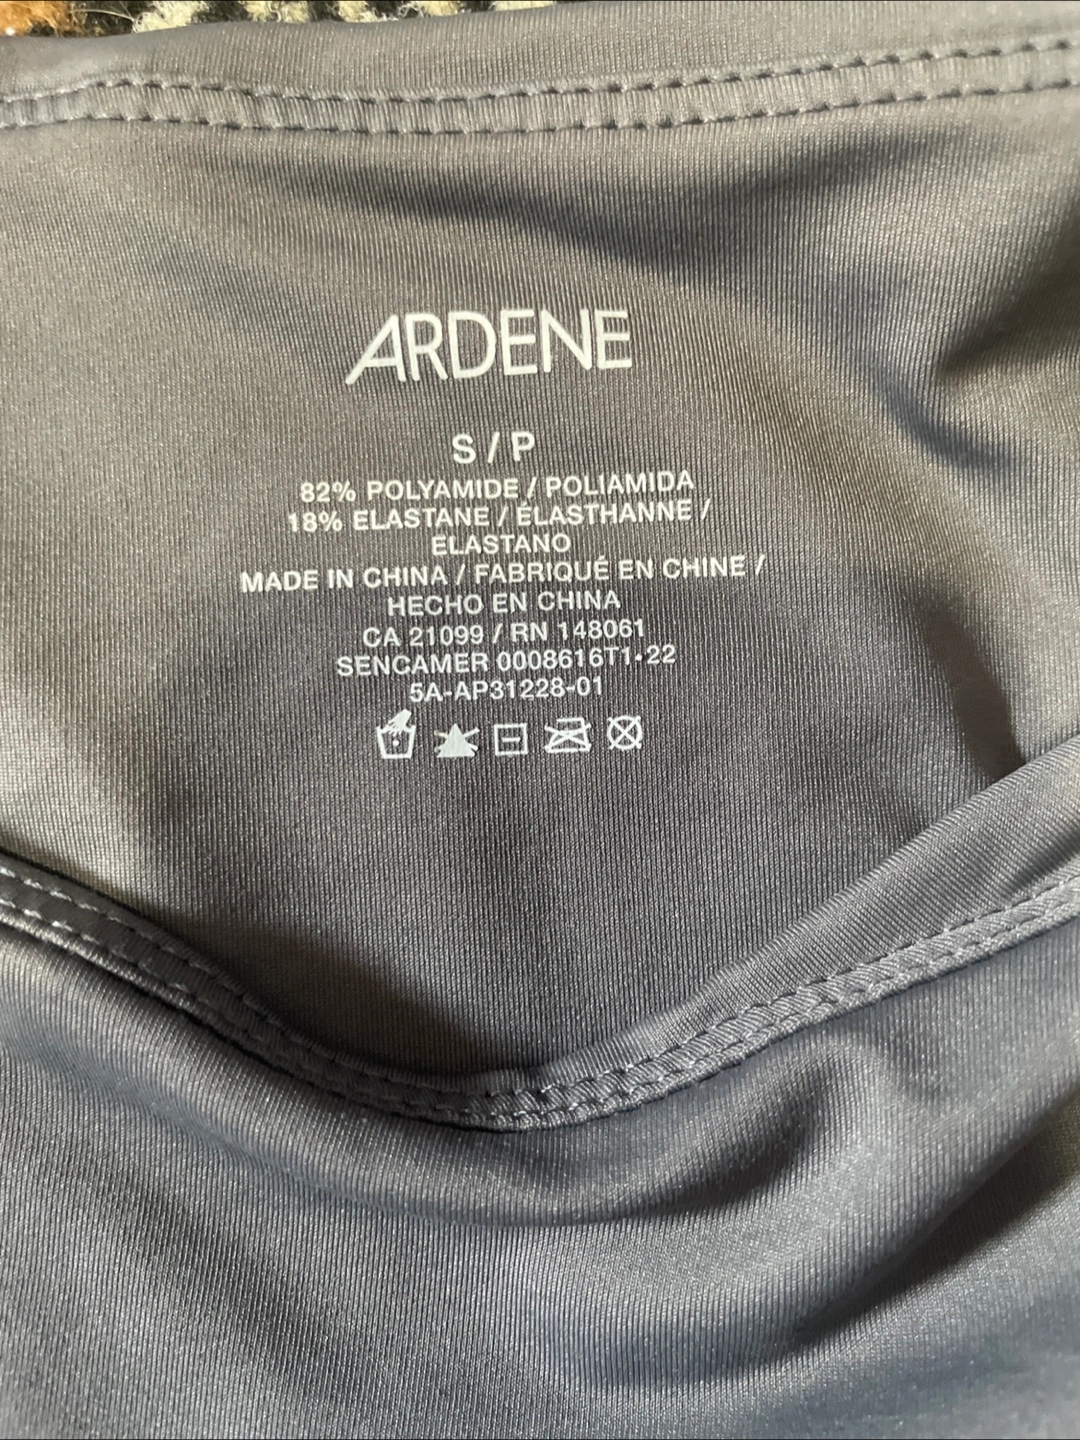 ARDENE
S / P
82% POLYAMIDE / POLIAMIDA
18% ELASTANE / ÉLASTHANNE /
ELASTANO
MADE IN CHINA / FABRIQUÉ EN CHINE /
HECHO EN CHINA
CA 21099 / RN 148061
SENCAMER 0008616T1•22
5A-AP31228-01